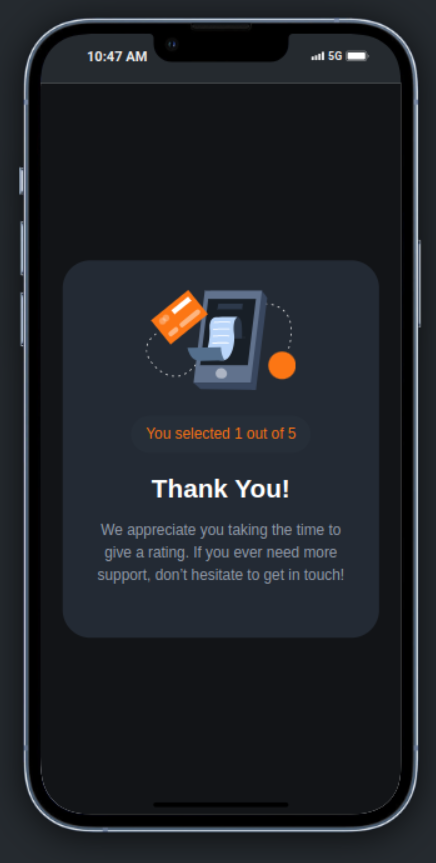 10:47 AM 5G
You selected 1 out of 5
Thank You!
We appreciate you taking the time to
give a rating. If you ever need more
support, don't hesitate to get in touch!